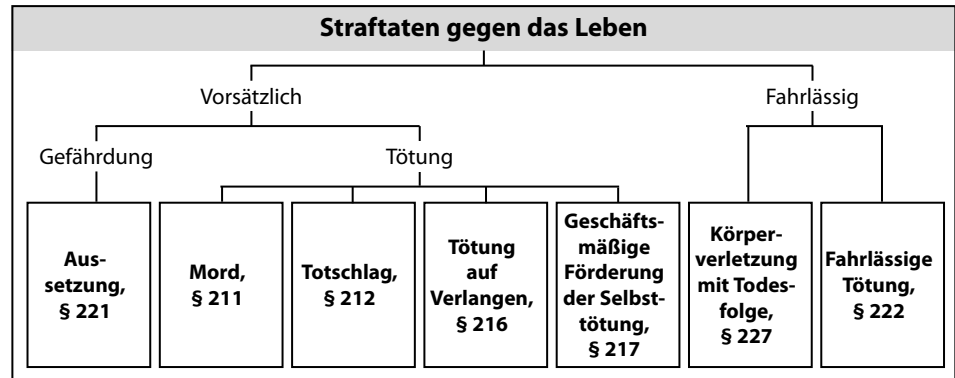 Straftaten gegen das Leben
Vorsätzlich
Fahrlässig
Gefährdung
Tötung
Aus-
setzung,
§ 221
Mord,
§ 211
Totschlag,
§ 212
Tötung
auf
Verlangen,
§ 216
Geschäfts-
mäßige
Förderung
der Selbst-
tötung,
§ 217
Körper-
verletzung
mit Todes-
folge,
§ 227
Fahrlässige
Tötung,
§ 222